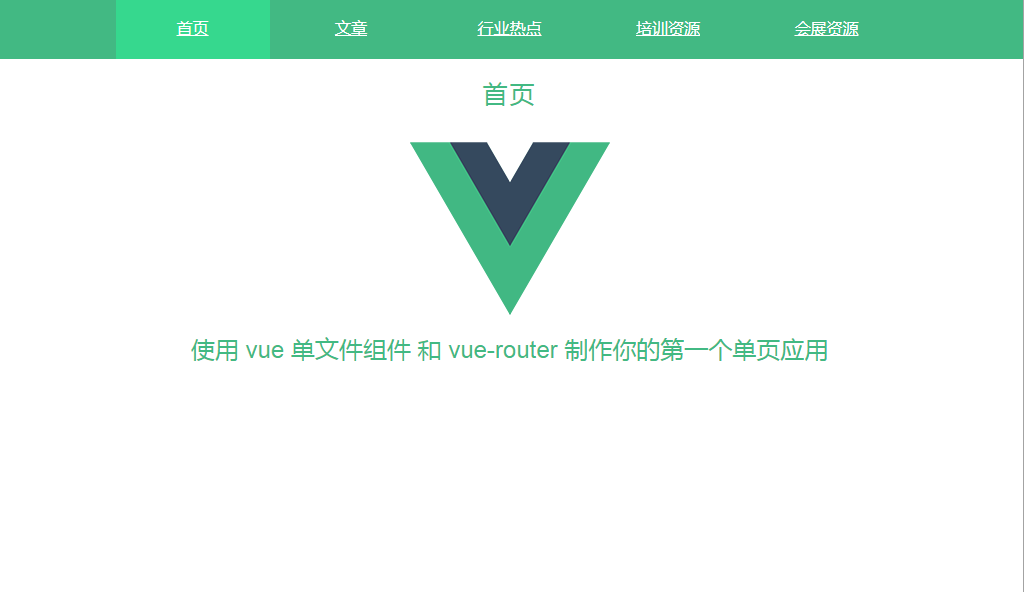 首页 文章 行业热点 培训资源 会展资源
首页
使用 vue 单文件组件 和 vue-router 制作你的第一个单页应用